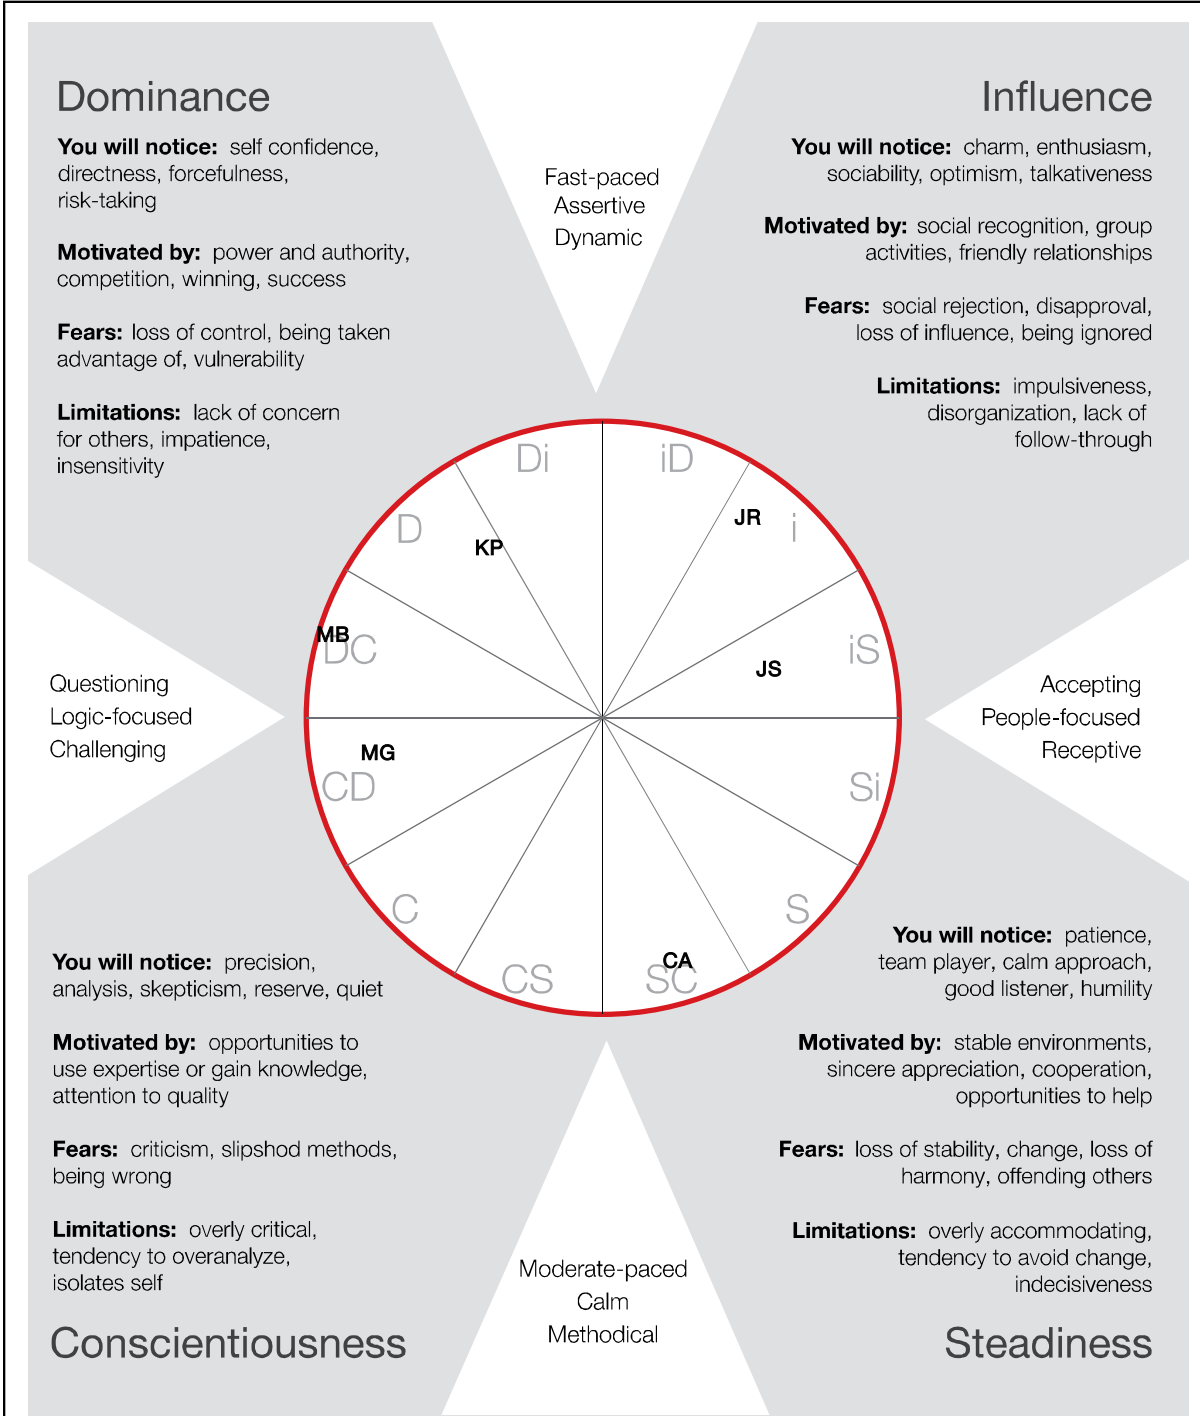 Dominance
You will notice: self confidence,
directness, forcefulness,
risk-taking
Motivated by: power and authority,
competition, winning, success
Fears: loss of control, being taken
advantage of, vulnerability
Limitations: lack of concern
for others, impatience,
insensitivity
Fast-paced
Assertive
Dynamic
Influence
You will notice: charm, enthusiasm,
sociability, optimism, talkativeness
Motivated by: social recognition, group
activities, friendly relationships
Fears: social rejection, disapproval,
loss of influence, being ignored
Limitations: impulsiveness,
disorganization, lack of
follow-through
Di
iD
D
KP
JR
i
MB
DC
JS
iS
MG
CD
Si
C
S
CS
CA
SC
Questioning
Logic-focused
Challenging
Accepting
People-focused
Receptive
You will notice: precision,
analysis, skepticism, reserve, quiet
Motivated by: opportunities to
use expertise or gain knowledge,
attention to quality
Fears: criticism, slipshod methods,
being wrong
Limitations: overly critical,
tendency to overanalyze,
isolates self
Conscientiousness
Moderate-paced
Calm
Methodical
You will notice: patience,
team player, calm approach,
good listener, humility
Motivated by: stable environments,
sincere appreciation, cooperation,
opportunities to help
Fears: loss of stability, change, loss of
harmony, offending others
Limitations: overly accommodating,
tendency to avoid change,
indecisiveness
Steadiness